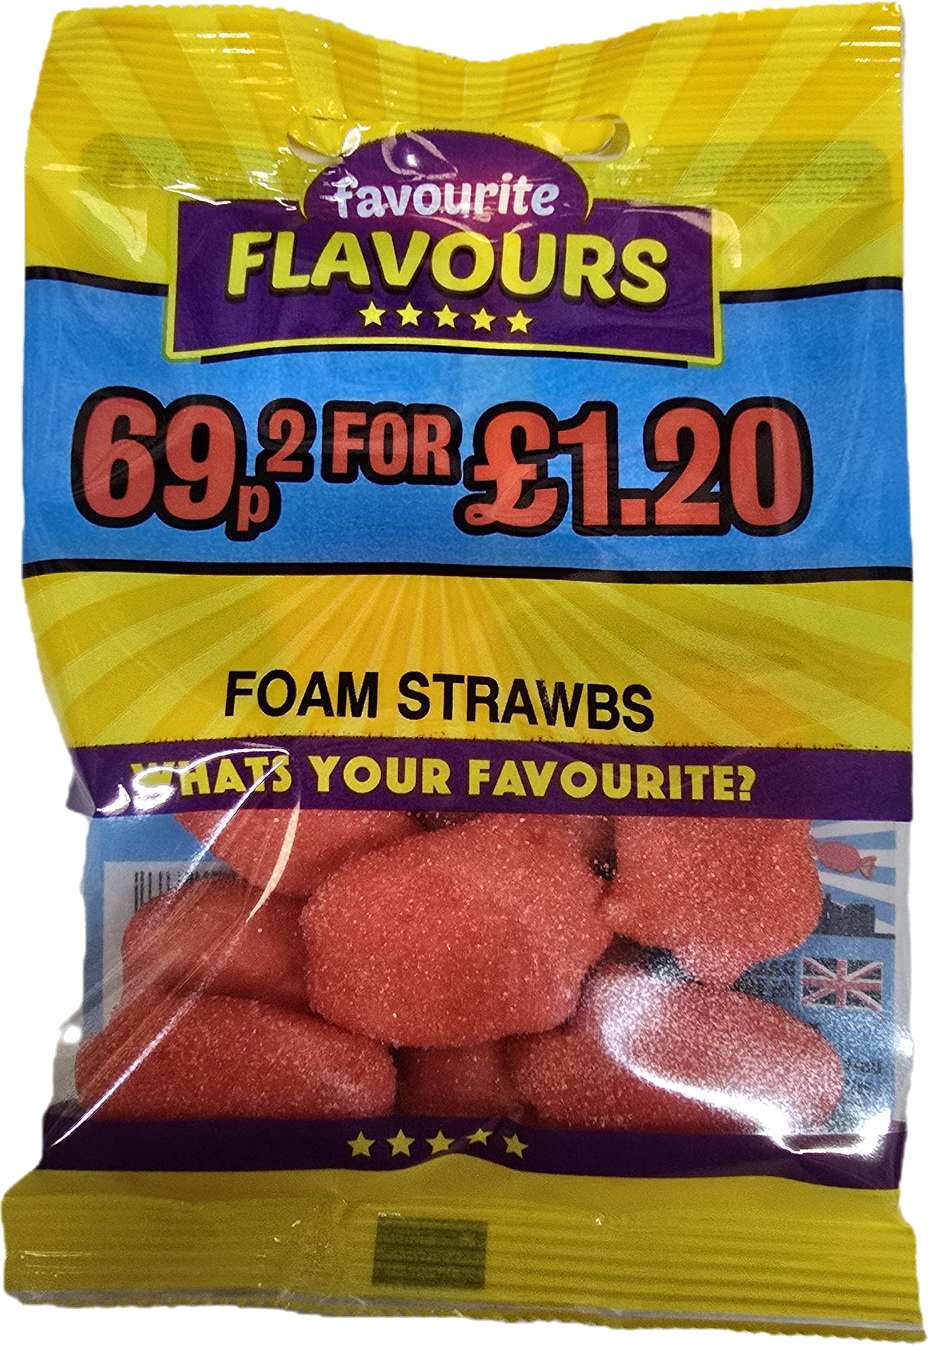 favourite
FLAVOURS
69p 2 FOR £1.20
FOAM STRAWBS
WHATS YOUR FAVOURITE?